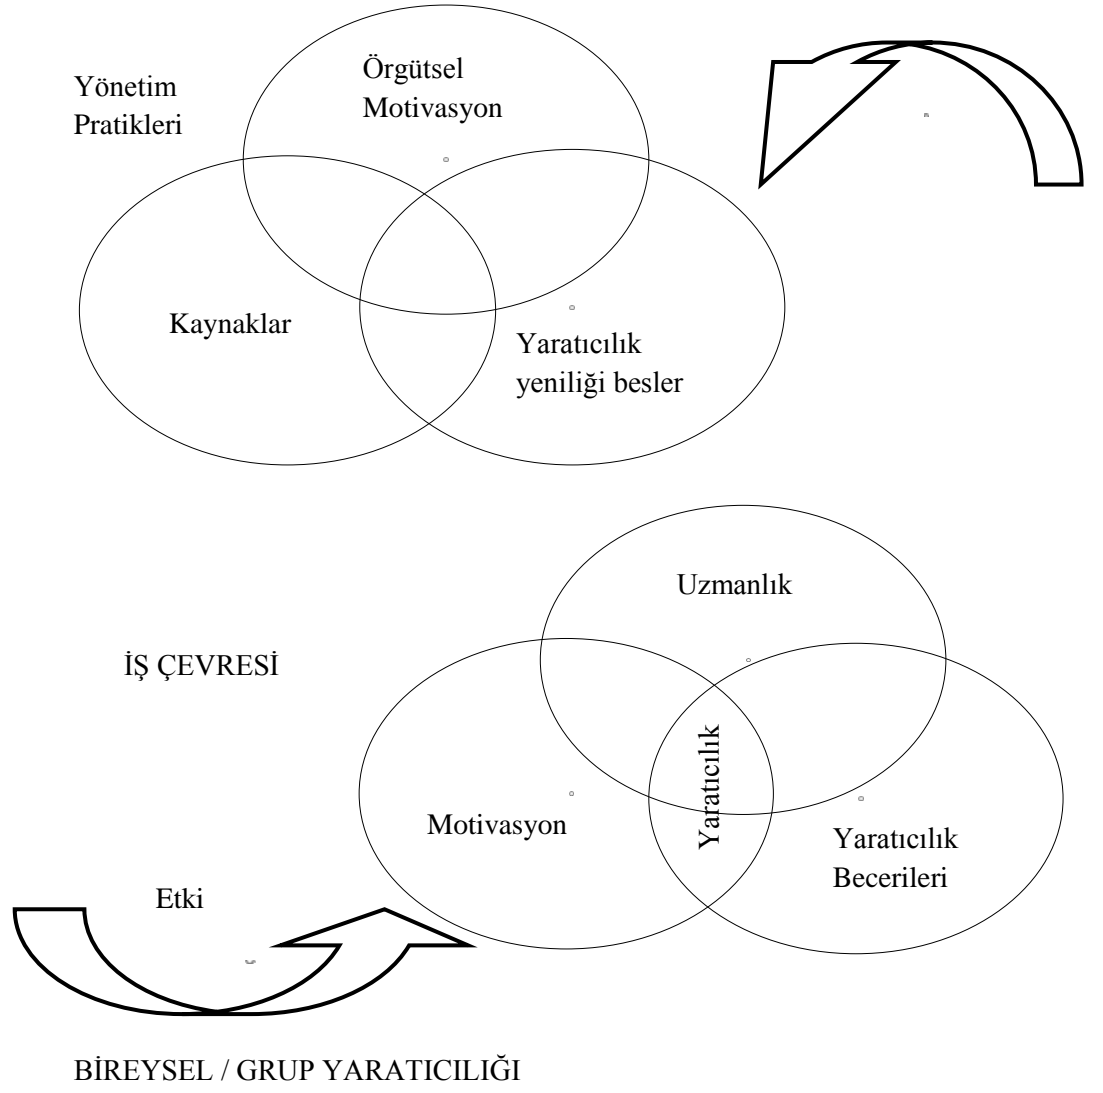 Örgütsel
Motivasyon
Yönetim
Pratikleri
Kaynaklar
Yaratıcılık
yeniliği besler
Uzmanlık
İŞ ÇEVRESİ
Yaratıcılık
Motivasyon
Yaratıcılık
Becerileri
Etki
BİREYSEL / GRUP YARATICILIĞI